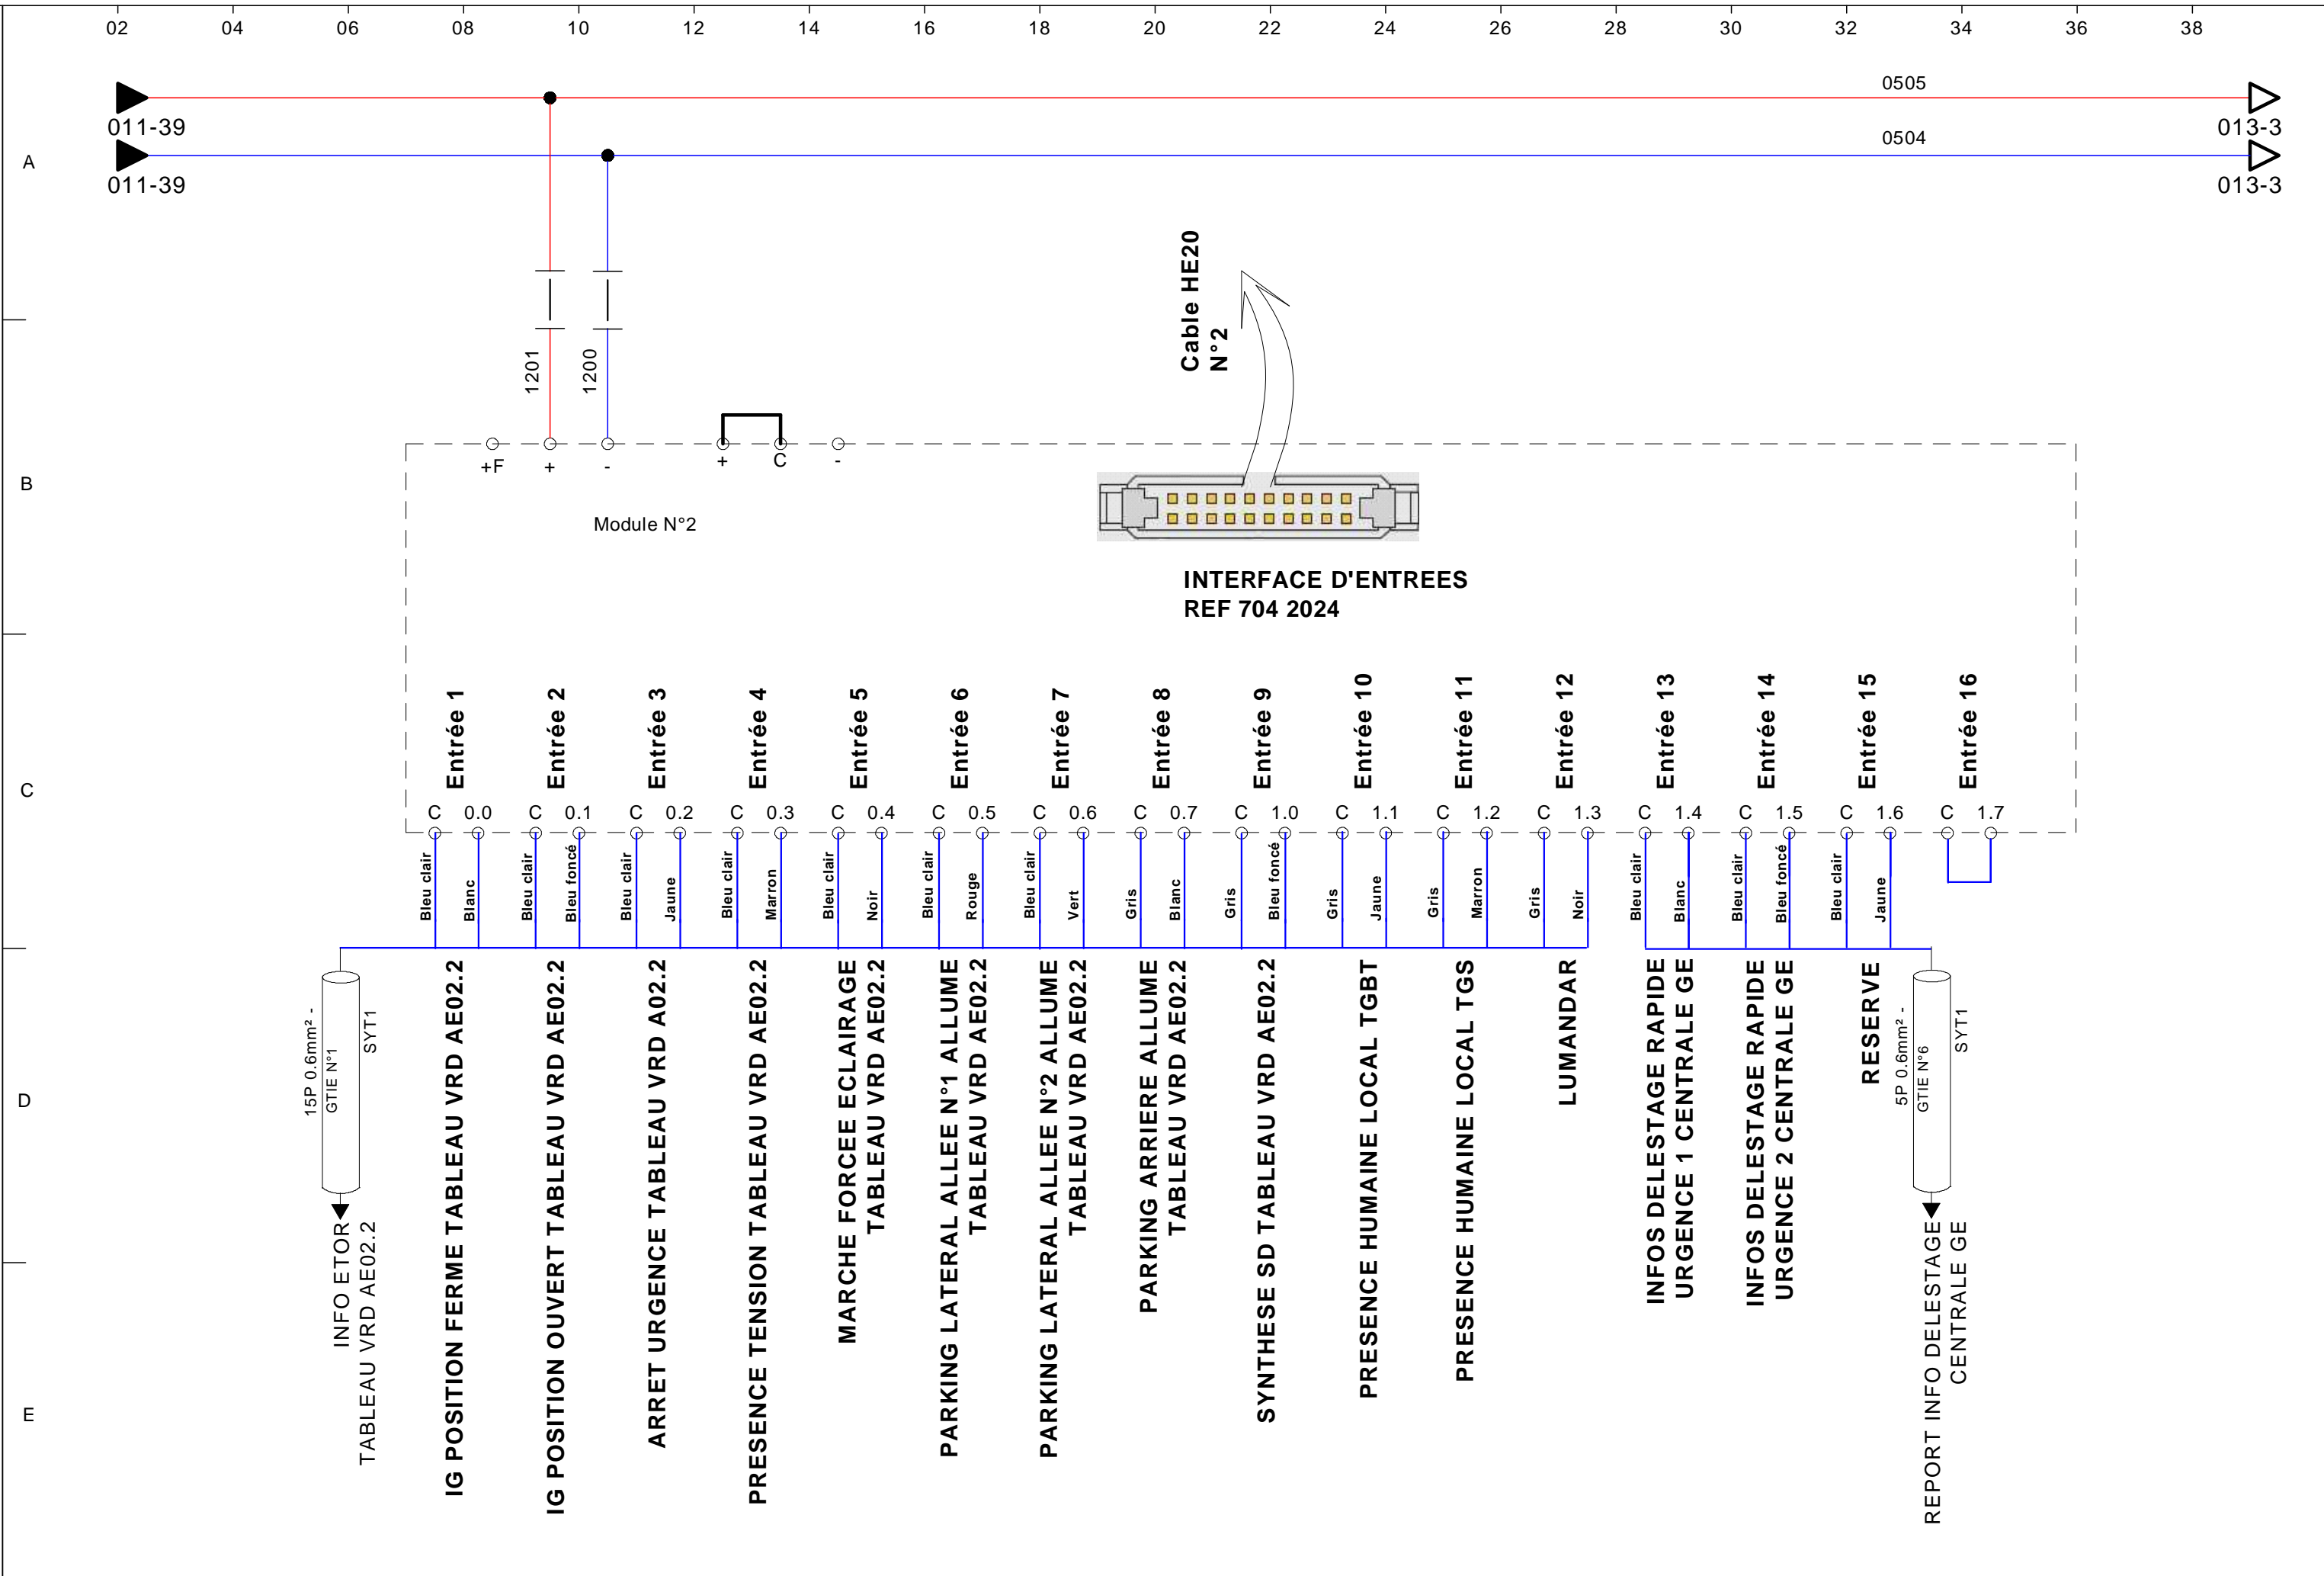 02 04 06 08 10 12 14 16 18 20 22 24 26 28 30 32 34 36 38
0505
011-39
013-3
0504
A
011-39
013-3
Cable HE20
N°2
1201
1200
+F + - + C -
B
Module N°2
INTERFACE D'ENTREES
REF 704 2024
Entrée 1
Entrée 2
Entrée 3
Entrée 4
Entrée 5
Entrée 6
Entrée 7
Entrée 8
Entrée 9
Entrée 10
Entrée 11
Entrée 12
Entrée 13
Entrée 14
Entrée 15
Entrée 16
C
C 0.0 C 0.1 C 0.2 C 0.3 C 0.4 C 0.5 C 0.6 C 0.7 C 1.0 C 1.1 C 1.2 C 1.3 C 1.4 C 1.5 C 1.6 C 1.7
Bleu clair
Blanc
Bleu clair
Bleu foncé
Bleu clair
Jaune
Bleu clair
Marron
Bleu clair
Noir
Bleu clair
Rouge
Bleu clair
Vert
Gris
Blanc
Gris
Bleu foncé
Gris
Jaune
Gris
Marron
Gris
Noir
Bleu clair
Blanc
Bleu clair
Bleu foncé
Bleu clair
Jaune
D
15P 0.6mm² -
GTIE N°1
SYT1
INFO ETOR
TABLEAU VRD AE02.2
IG POSITION FERME TABLEAU VRD AE02.2
IG POSITION OUVERT TABLEAU VRD AE02.2
ARRET URGENCE TABLEAU VRD A02.2
PRESENCE TENSION TABLEAU VRD AE02.2
MARCHE FORCEE ECLAIRAGE
TABLEAU VRD AE02.2
PARKING LATERAL ALLEE N°1 ALLUME
TABLEAU VRD AE02.2
PARKING LATERAL ALLEE N°2 ALLUME
TABLEAU VRD AE02.2
PARKING ARRIERE ALLUME
TABLEAU VRD AE02.2
SYNTHESE SD TABLEAU VRD AE02.2
PRESENCE HUMAINE LOCAL TGBT
PRESENCE HUMAINE LOCAL TGS
LUMANDAR
INFOS DELESTAGE RAPIDE
URGENCE 1 CENTRALE GE
INFOS DELESTAGE RAPIDE
URGENCE 2 CENTRALE GE
RESERVE
5P 0.6mm² -
GTIE N°6
SYT1
REPORT INFO DELESTAGE
CENTRALE GE
E